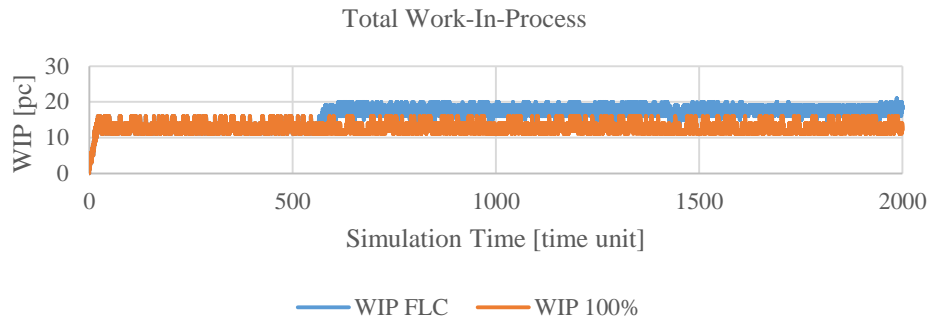 Total Work-In-Process
30
20
10
0
WIP [pc]
0 500 1000 1500 2000
Simulation Time [time unit]
WIP FLC WIP 100%